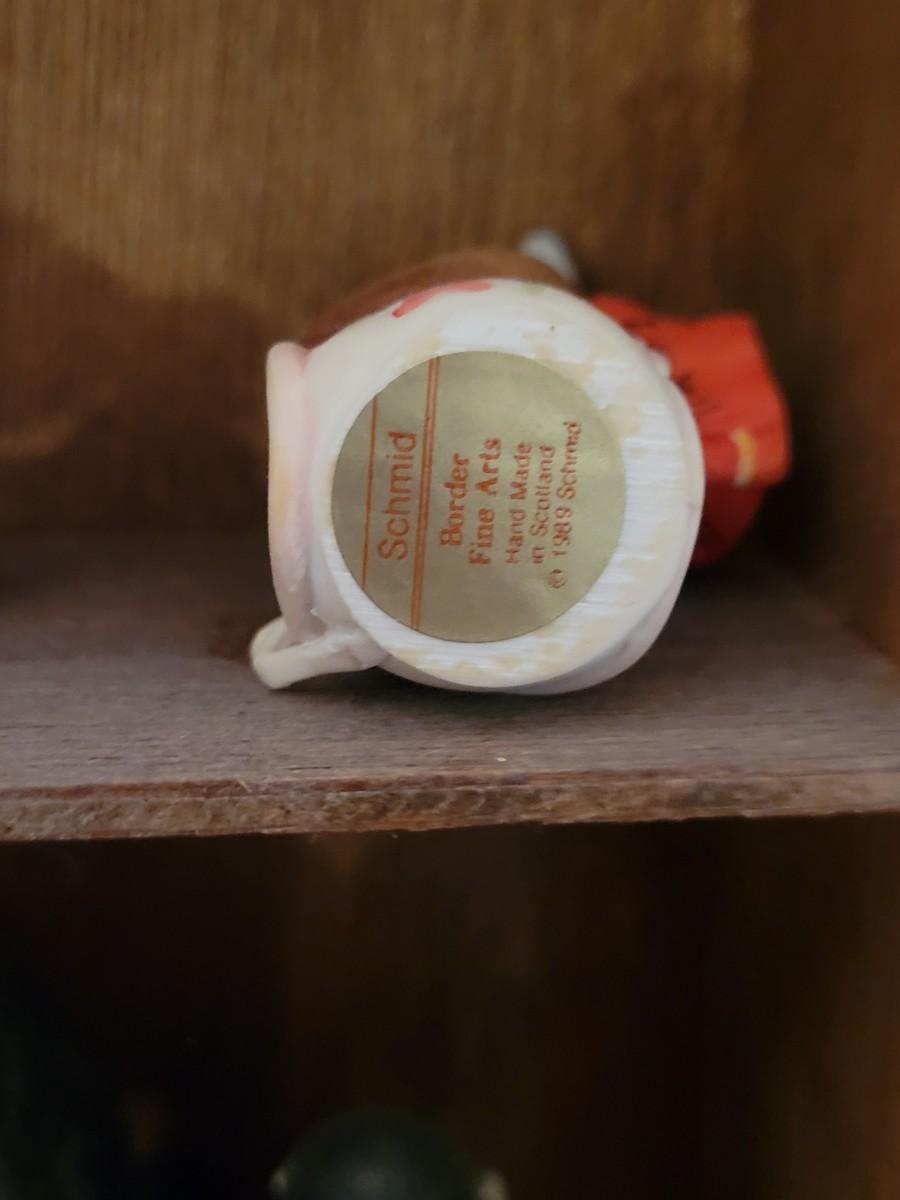 Schmid
Border
Fine Arts
Hand Made
in Scotland
© 1989 Schmid